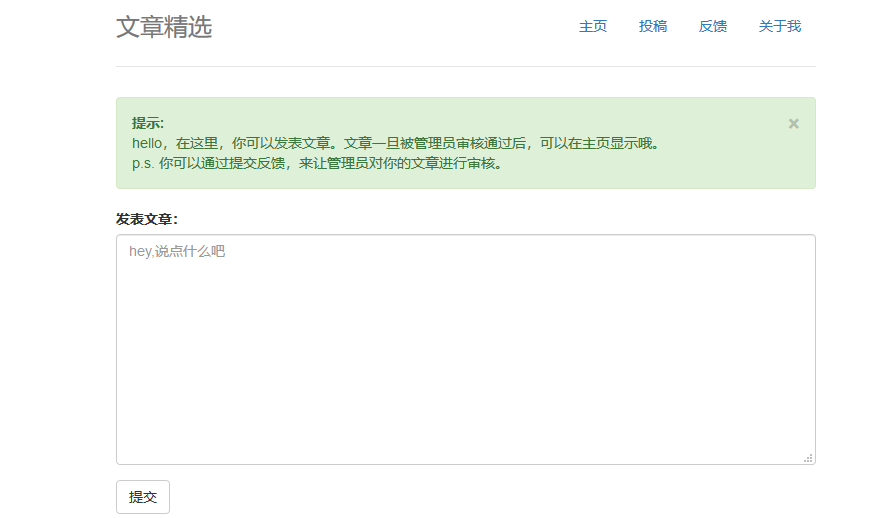 文章精选
主页 投稿 反馈 关于我
×
提示:
hello，在这里，你可以发表文章。文章一旦被管理员审核通过后，可以在主页显示哦。
p.s. 你可以通过提交反馈，来让管理员对你的文章进行审核。
发表文章：
hey,说点什么吧
提交